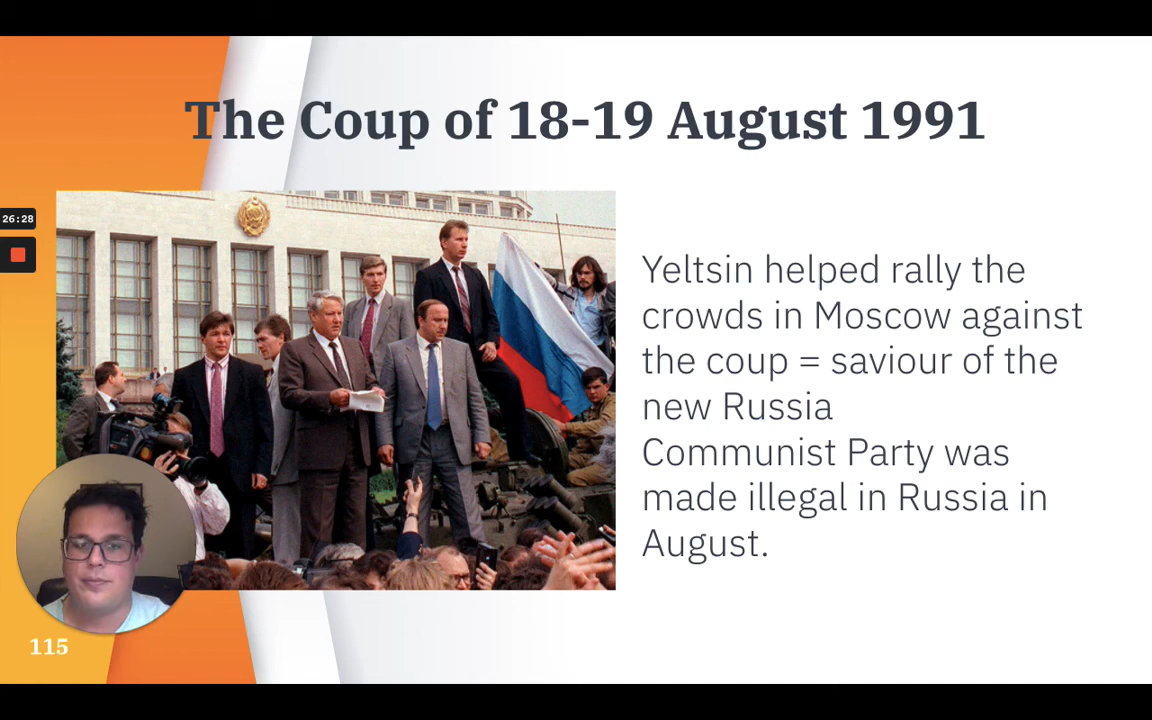 The Coup of 18-19 August 1991
26:28
Yeltsin helped rally the
crowds in Moscow against
the coup = saviour of the
new Russia
Communist Party was
made illegal in Russia in
August.
115